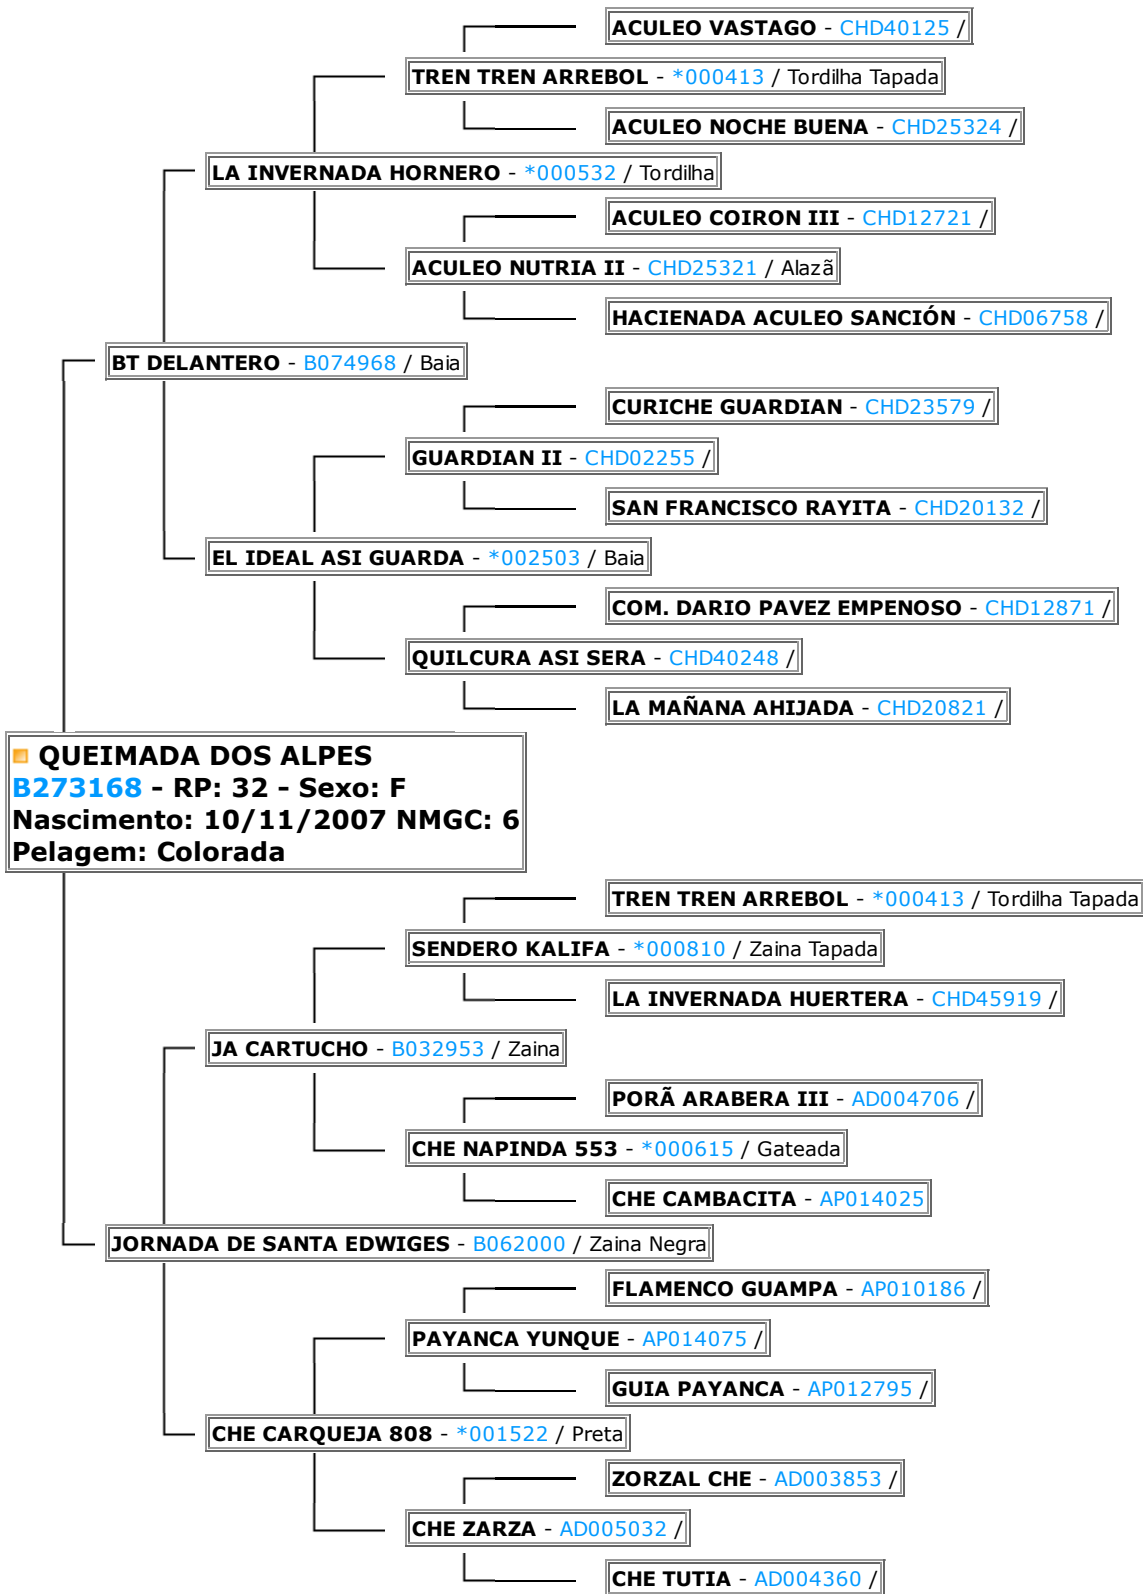 ACULEO VASTAGO - CHD40125 /
TREN TREN ARREBOL - *000413 / Tordilha Tapada
ACULEO NOCHE BUENA - CHD25324 /
LA INVERNADA HORNERO - *000532 / Tordilha
ACULEO COIRON III - CHD12721 /
ACULEO NUTRIA II - CHD25321 / Alazã
HACIENADA ACULEO SANCIÓN - CHD06758 /
BT DELANTERO - B074968 / Baia
CURICHE GUARDIAN - CHD23579 /
GUARDIAN II - CHD02255 /
SAN FRANCISCO RAYITA - CHD20132 /
EL IDEAL ASI GUARDA - *002503 / Baia
COM. DARIO PAVEZ EMPENOSO - CHD12871 /
QUILCURA ASI SERA - CHD40248 /
LA MAÑANA AHIJADA - CHD20821 /
QUEIMADA DOS ALPES
B273168 - RP: 32 - Sexo: F
Nascimento: 10/11/2007 NMGC: 6
Pelagem: Colorada
TREN TREN ARREBOL - *000413 / Tordilha Tapada
SENDERO KALIFA - *000810 / Zaina Tapada
LA INVERNADA HUERTERA - CHD45919 /
JA CARTUCHO - B032953 / Zaina
PORÃ ARABERA III - AD004706 /
CHE NAPINDA 553 - *000615 / Gateada
CHE CAMBACITA - AP014025
JORNADA DE SANTA EDWIGES - B062000 / Zaina Negra
FLAMENCO GUAMPA - AP010186 /
PAYANCA YUNQUE - AP014075 /
GUIA PAYANCA - AP012795 /
CHE CARQUEJA 808 - *001522 / Preta
ZORZAL CHE - AD003853 /
CHE ZARZA - AD005032 /
CHE TUTIA - AD004360 /